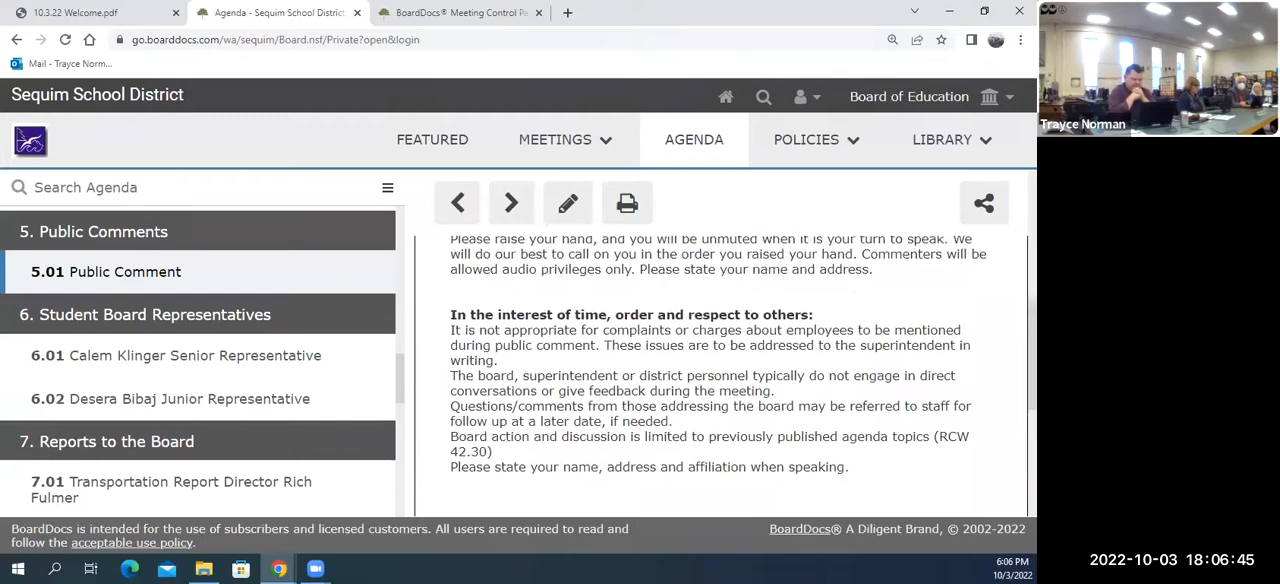 10.3.22 Welcome.pdf
Agenda - Sequim School District
BoardDocs® Meeting Control Pa
go.boarddocs.com/wa/sequim/Board.nsf/Private?open&login
Mail - Trayce Norm...
Sequim School District
Board of Education
FEATURED
MEETINGS
AGENDA
POLICIES
LIBRARY
Search Agenda
5. Public Comments
5.01 Public Comment
6. Student Board Representatives
6.01 Calem Klinger Senior Representative
6.02 Desera Bibaj Junior Representative
7. Reports to the Board
7.01 Transportation Report Director Rich
Fulmer
Please raise your hand, and you will be unmuted when it is your turn to speak. We
will do our best to call on you in the order you raised your hand. Commenters will be
allowed audio privileges only. Please state your name and address.
In the interest of time, order and respect to others:
It is not appropriate for complaints or charges about employees to be mentioned
during public comment. These issues are to be addressed to the superintendent in
writing.
The board, superintendent or district personnel typically do not engage in direct
conversations or give feedback during the meeting.
Questions/comments from those addressing the board may be referred to staff for
follow up at a later date, if needed.
Board action and discussion is limited to previously published agenda topics (RCW
42.30)
Please state your name, address and affiliation when speaking.
BoardDocs is intended for the use of subscribers and licensed customers. All users are required to read and
follow the acceptable use policy.
BoardDocs® A Diligent Brand, © 2002-2022
6:06 PM
10/3/2022
Trayce Norman
2022-10-03 18:06:45